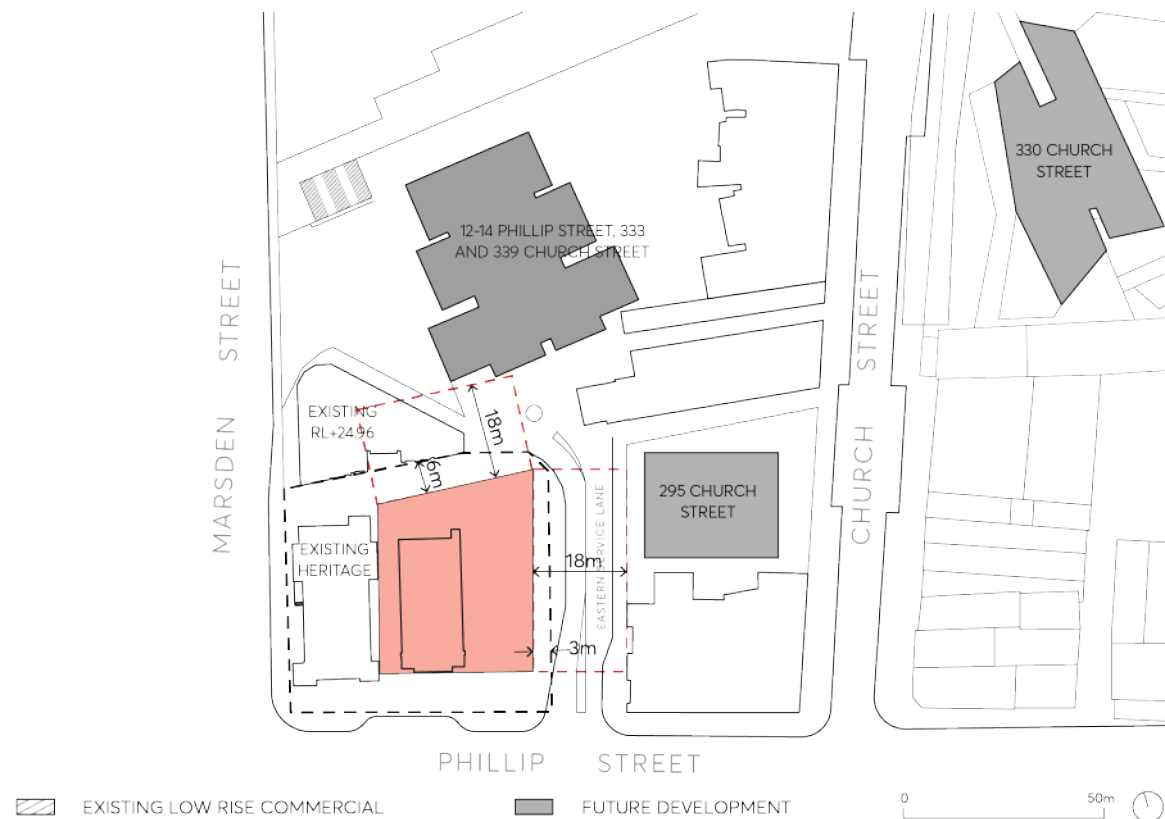 330 CHURCH
STREET
12-14 PHILLIP STREET, 333
AND 339 CHURCH STREET
MARSDEN STREET
CHURCH STREET
EXISTING
RL+24.96
18m
6m
295 CHURCH
STREET
EASTERN SERVICE LANE
EXISTING
HERITAGE
18m
3m
PHILLIP STREET
EXISTING LOW RISE COMMERCIAL
FUTURE DEVELOPMENT
0
50m